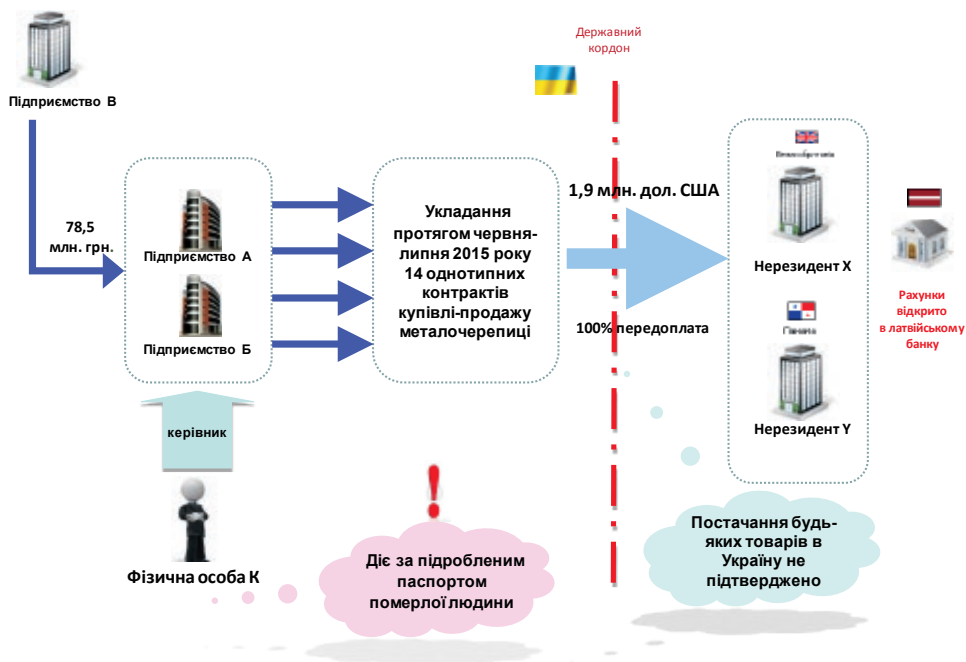 Державний
кордон
Підприємство В
78,5
млн. грн.
Підприємство А
Підприємство Б
Укладання
протягом червня-
липня 2015 року
14 однотипних
контрактів
купівлі-продажу
металочерепиці
1,9 млн. дол. США
100% передоплата
Великобританія
Нерезидент X
Панама
Нерезидент Y
Рахунки
відкрито
в латвійському
банку
керівник
Фізична особа К
Діє за підробленим
паспортом
померлої людини
Постачання будь-
яких товарів в
Україну не
підтверджено